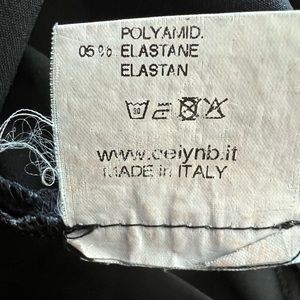 POLYAMID.
05% ELASTANE
ELASTAN
www.celynb.it
MADE IN ITALY